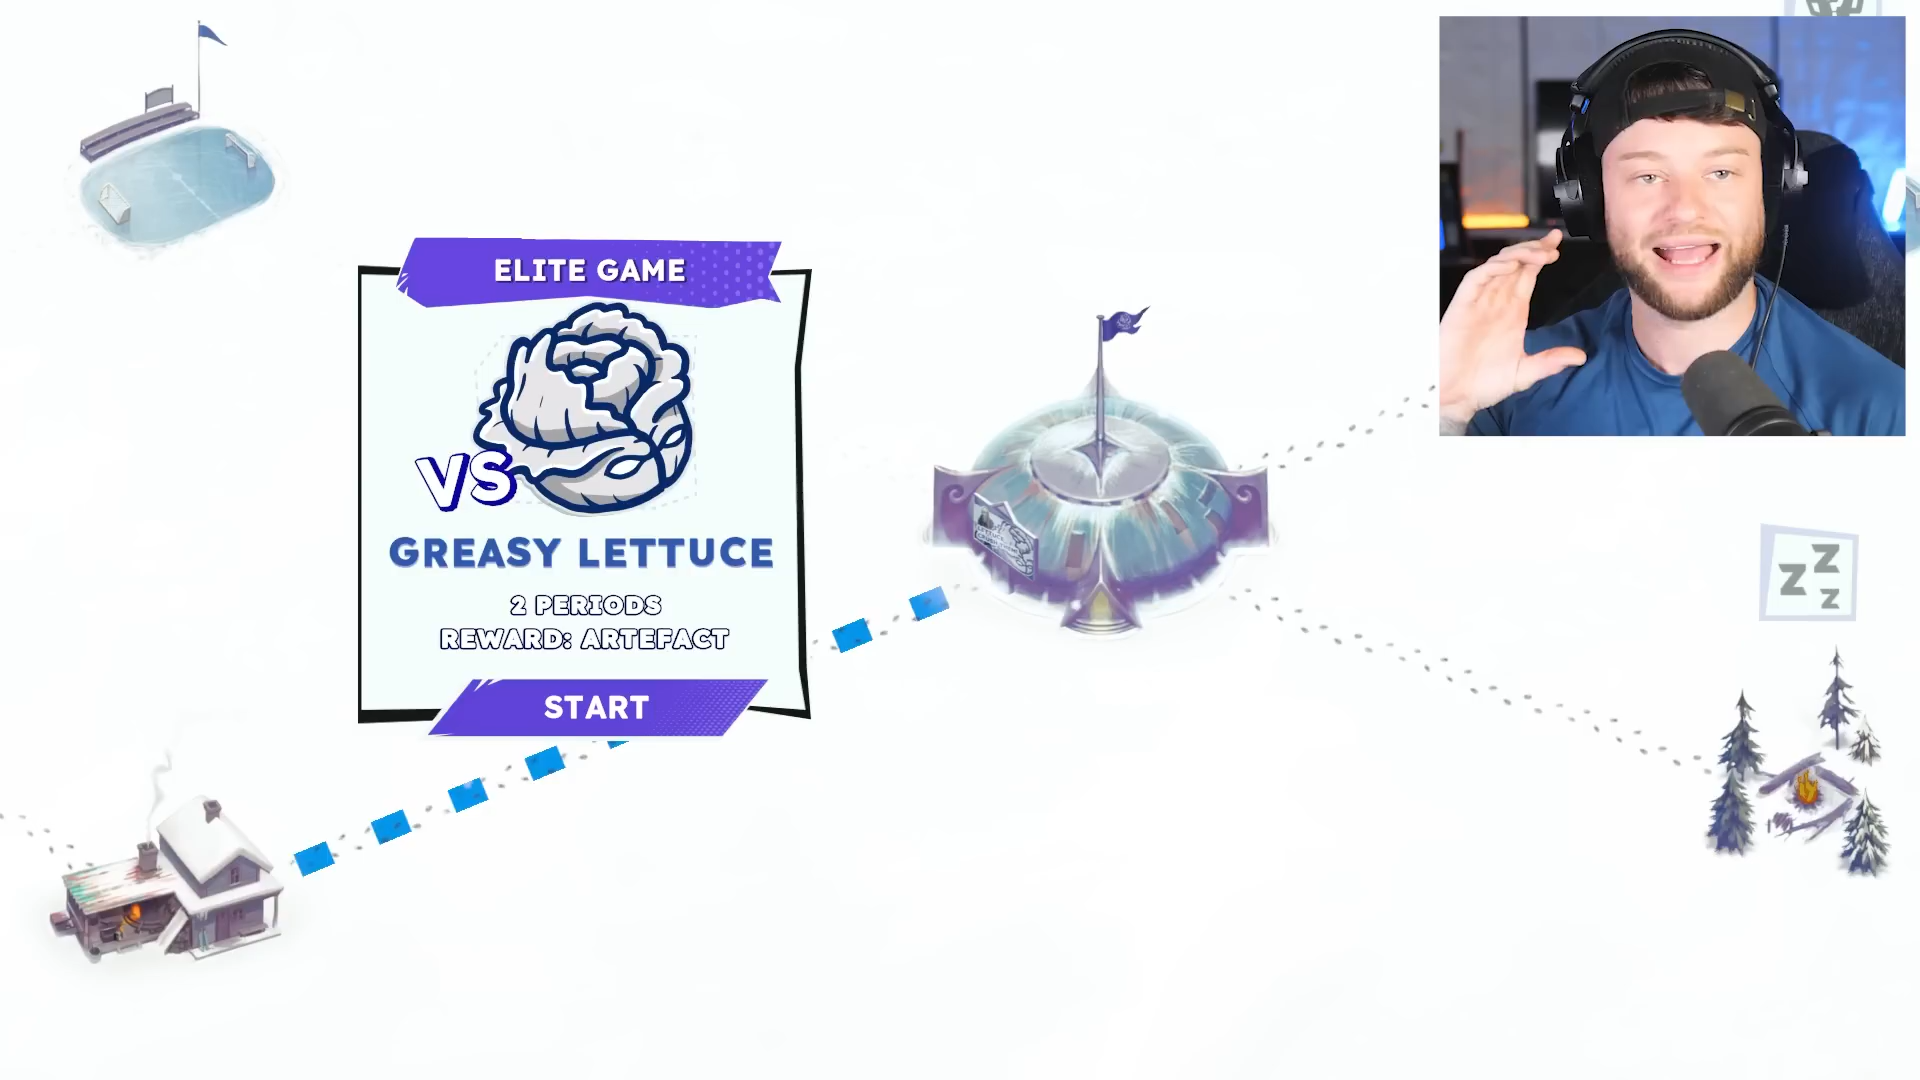 ELITE GAME
VS
GREASY LETTUCE
2 PERIODS
REWARD: ARTEFACT
START
Z Z Z